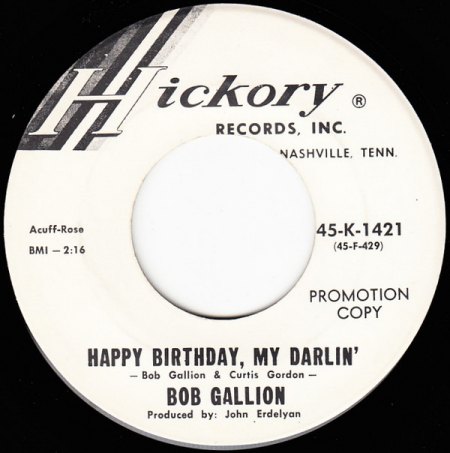 Hickory ®
RECORDS, INC.
NASHVILLE, TENN.
Acuff-Rose
BMI — 2:16
45-K-1421
(45-F-429)
PROMOTION
COPY
HAPPY BIRTHDAY, MY DARLIN'
— Bob Gallion & Curtis Gordon —
BOB GALLION
Produced by: John Erdelyan